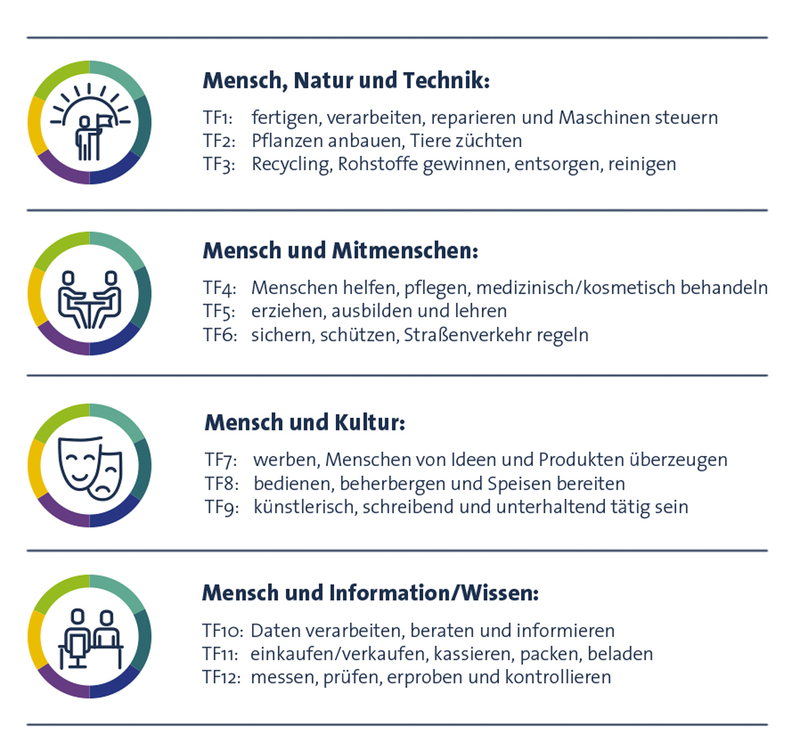 Mensch, Natur und Technik:
TF1: fertigen, verarbeiten, reparieren und Maschinen steuern
TF2: Pflanzen anbauen, Tiere züchten
TF3: Recycling, Rohstoffe gewinnen, entsorgen, reinigen
Mensch und Mitmenschen:
TF4: Menschen helfen, pflegen, medizinisch/kosmetisch behandeln
TF5: erziehen, ausbilden und lehren
TF6: sichern, schützen, Straßenverkehr regeln
Mensch und Kultur:
TF7: werben, Menschen von Ideen und Produkten überzeugen
TF8: bedienen, beherbergen und Speisen bereiten
TF9: künstlerisch, schreibend und unterhaltend tätig sein
Mensch und Information/Wissen:
TF10: Daten verarbeiten, beraten und informieren
TF11: einkaufen/verkaufen, kassieren, packen, beladen
TF12: messen, prüfen, erproben und kontrollieren